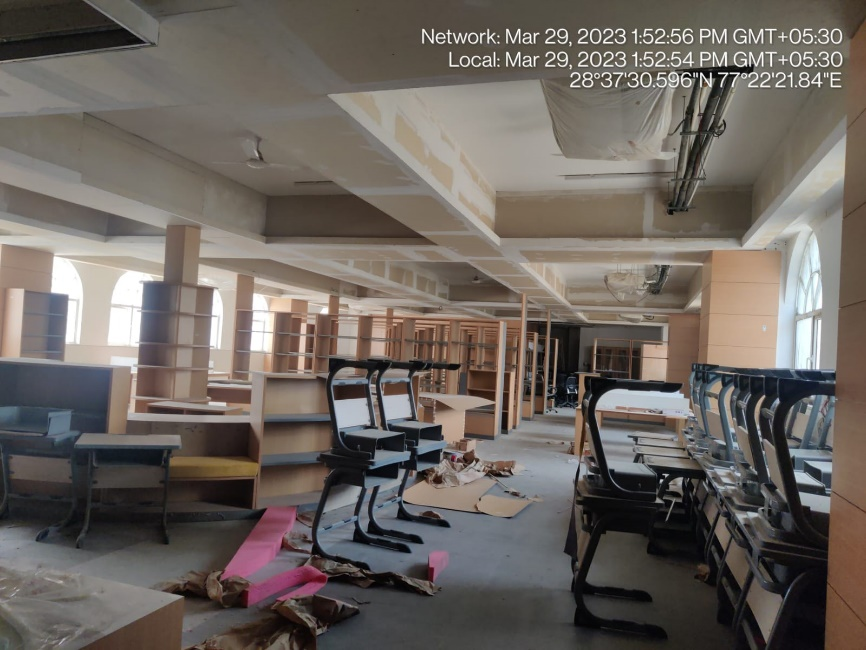 Network: Mar 29, 2023 1:52:56 PM GMT+05:30
Local: Mar 29, 2023 1:52:54 PM GMT+05:30
28°37'30.596"N 77°22'21.84"E